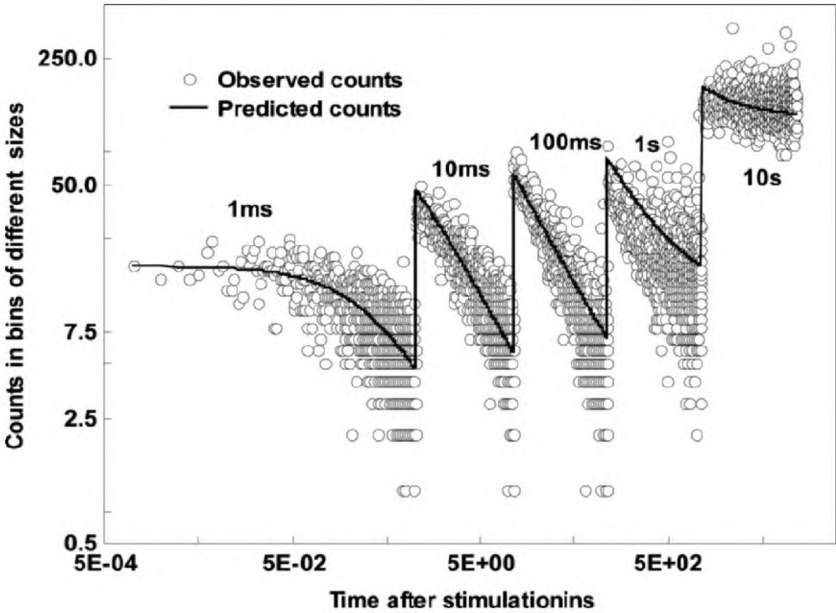 250.0
50.0
7.5
2.5
0.5
Counts in bins of different sizes
Observed counts
Predicted counts
1ms
10ms
100ms
1s
10s
5E-04
5E-02
5E+00
5E+02
Time after stimulationins